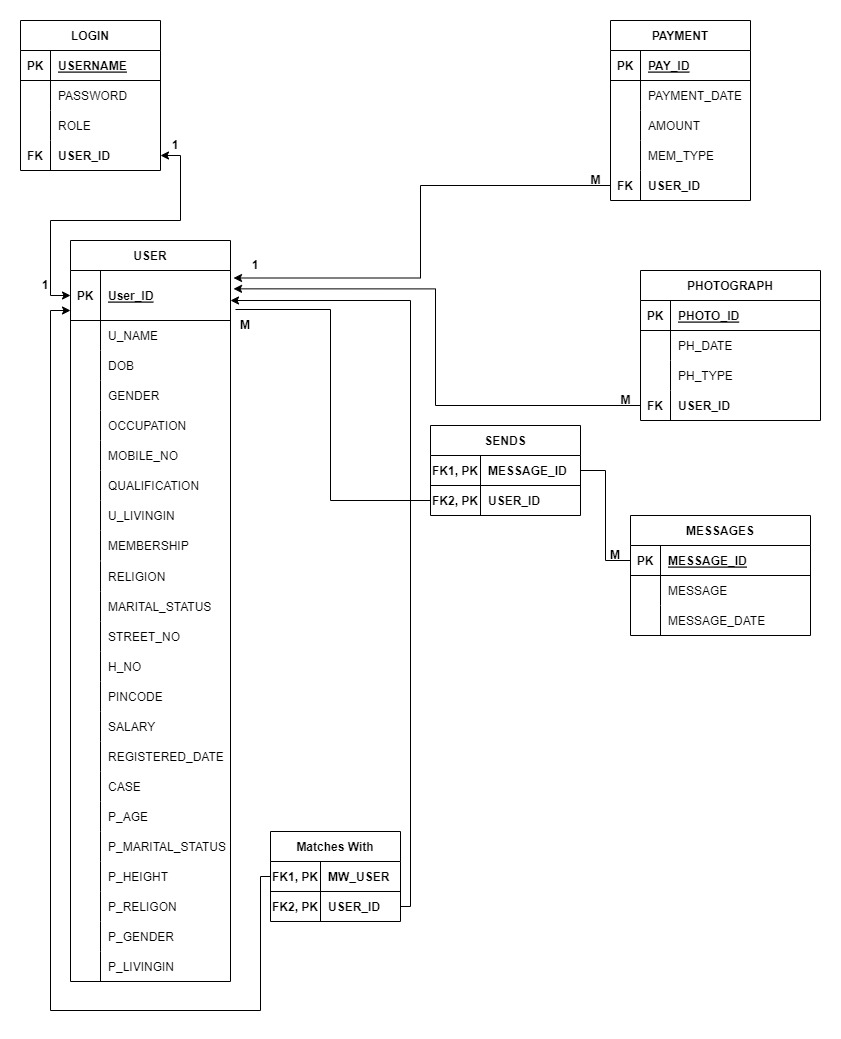 LOGIN
PK USERNAME
PASSWORD
ROLE
FK USER_ID
1
PAYMENT
PK PAY_ID
PAYMENT_DATE
AMOUNT
MEM_TYPE
FK USER_ID
M
1
USER
PK User_ID
U_NAME
DOB
GENDER
OCCUPATION
MOBILE_NO
QUALIFICATION
U_LIVINGIN
MEMBERSHIP
RELIGION
MARITAL_STATUS
STREET_NO
H_NO
PINCODE
SALARY
REGISTERED_DATE
CASE
P_AGE
P_MARITAL_STATUS
P_HEIGHT
P_RELIGON
P_GENDER
P_LIVINGIN
1
M
PHOTOGRAPH
PK PHOTO_ID
PH_DATE
PH_TYPE
FK USER_ID
M
SENDS
FK1, PK MESSAGE_ID
FK2, PK USER_ID
MESSAGES
PK MESSAGE_ID
MESSAGE
MESSAGE_DATE
M
Matches With
FK1, PK MW_USER
FK2, PK USER_ID